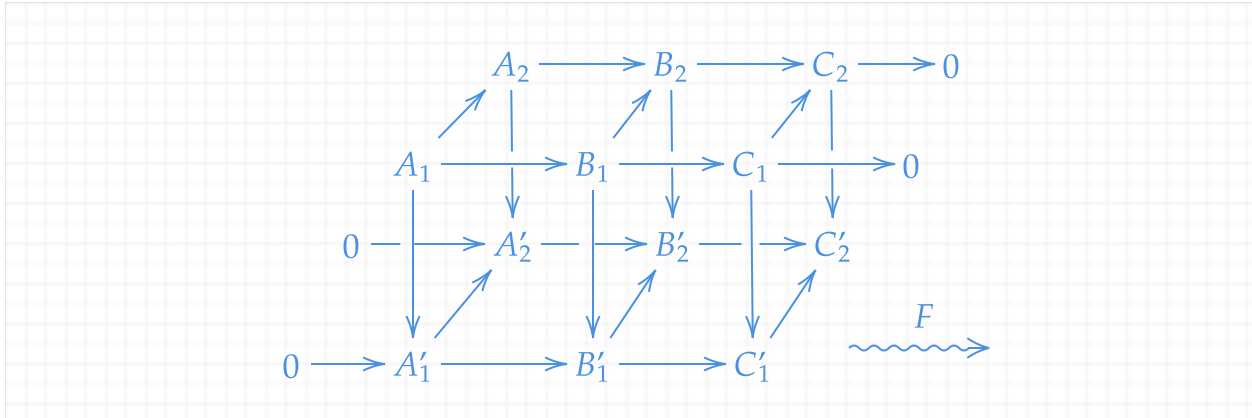 A₂ B₂ C₂ 0
A₁ B₁ C₁ 0
0 A′₂ B′₂ C′₂
F
0 A′₁ B′₁ C′₁